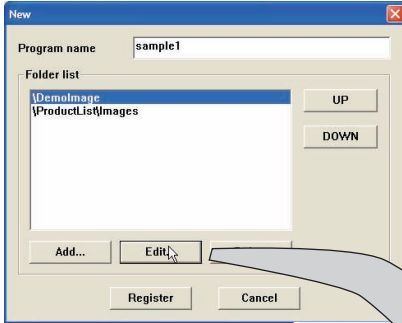 New
Program name sample1
Folder list
\DemoImage
\ProductList\Images
UP
DOWN
Add... Edit.
Register Cancel